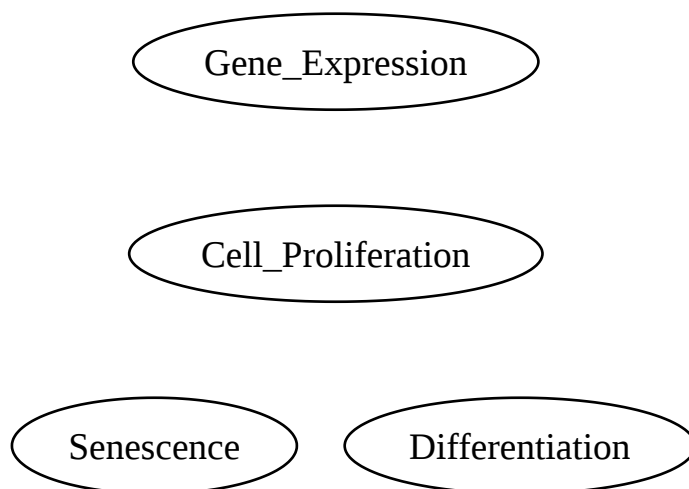 Gene_Expression
Cell_Proliferation
Senescence
Differentiation